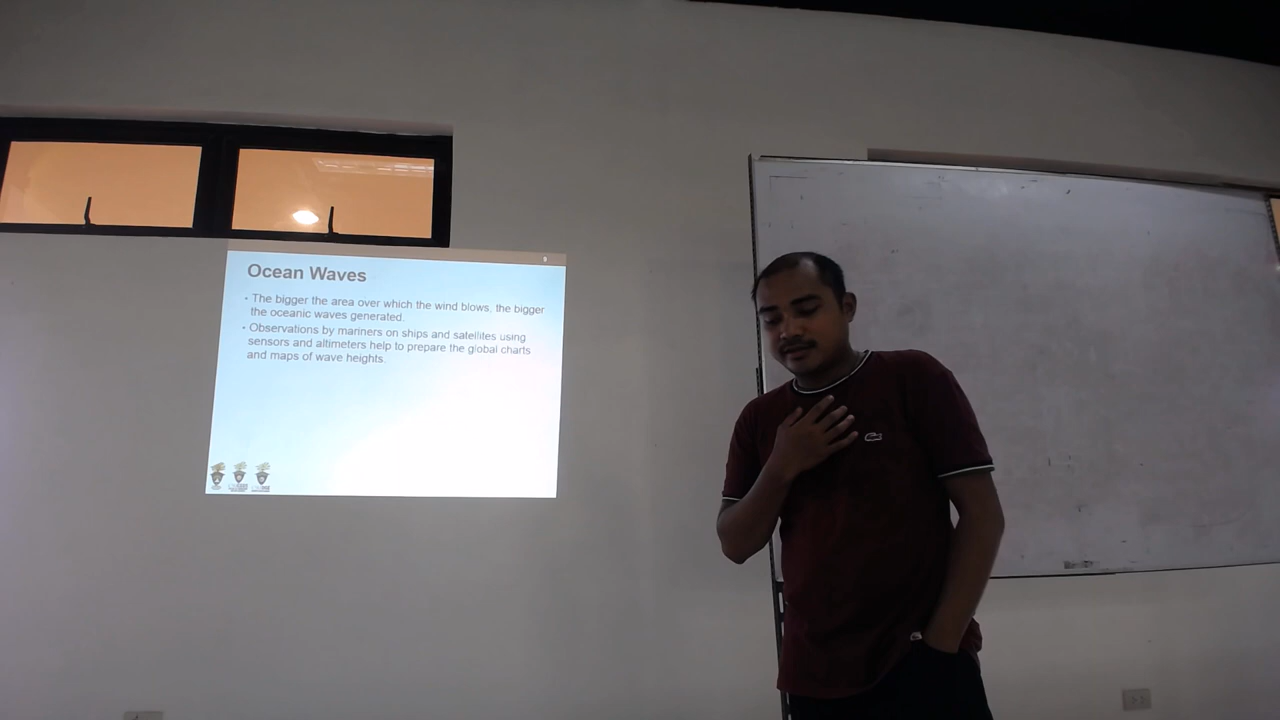 9
Ocean Waves
• The bigger the area over which the wind blows, the bigger
the oceanic waves generated.
• Observations by mariners on ships and satellites using
sensors and altimeters help to prepare the global charts
and maps of wave heights.